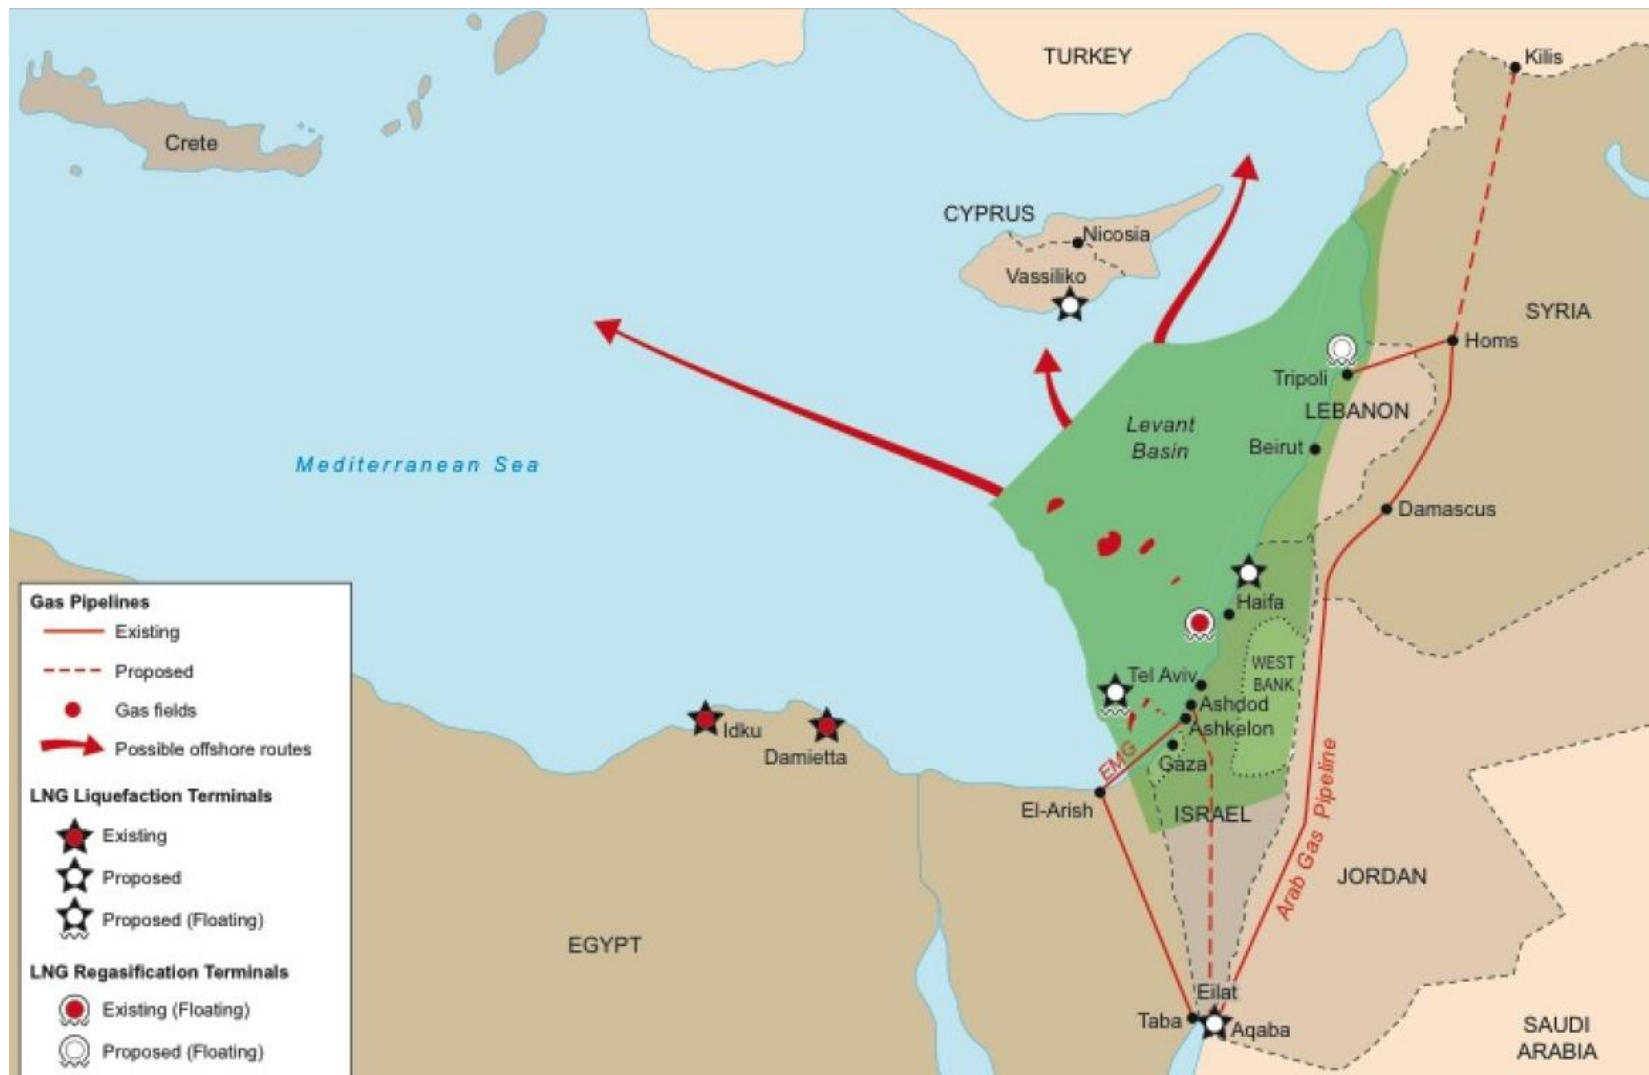 TURKEY
Kilis
Crete
CYPRUS
Nicosia
Vassiliko
SYRIA
Homs
Tripoli
LEBANON
Levant
Basin
Beirut
Mediterranean Sea
Damascus
Haifa
WEST
BANK
Tel Aviv
Ashdod
Ashkelon
Gaza
EMG
El-Arish
ISRAEL
Idku
Damietta
Arab Gas Pipeline
JORDAN
EGYPT
Eilat
Taba
Aqaba
SAUDI
ARABIA
Gas Pipelines
Existing
Proposed
Gas fields
Possible offshore routes
LNG Liquefaction Terminals
Existing
Proposed
Proposed (Floating)
LNG Regasification Terminals
Existing (Floating)
Proposed (Floating)